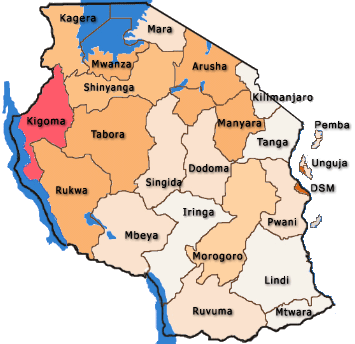 Kagera
Mara
Mwanza
Arusha
Shinyanga
Kilimanjaro
Kigoma
Manyara
Pemba
Tabora
Tanga
Unguja
Dodoma
Singida
DSM
Rukwa
Iringa
Pwani
Mbeya
Morogoro
Lindi
Ruvuma
Mtwara